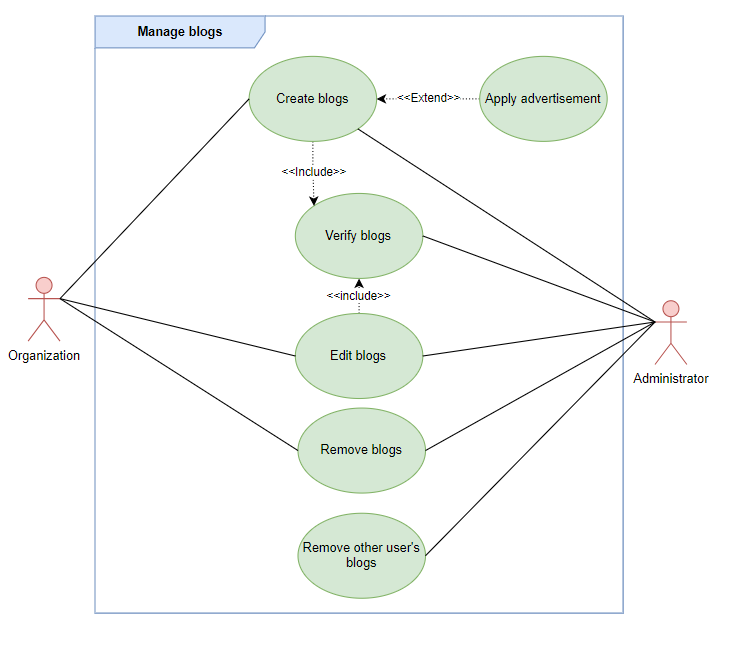 Manage blogs
Create blogs
<<Extend>>
Apply advertisement
<<Include>>
Verify blogs
<<include>>
Organization
Edit blogs
Administrator
Remove blogs
Remove other user's
blogs